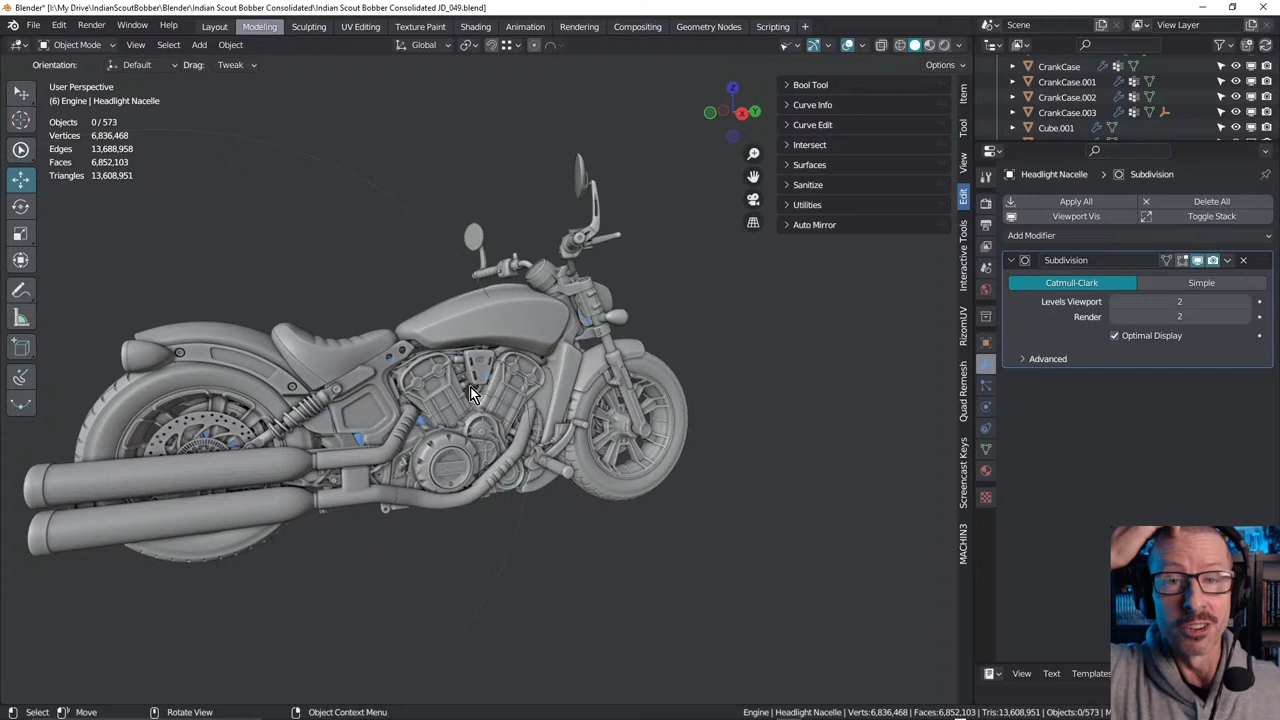 Blender* [I:\My Drive\IndianScoutBobber\Blender\Indian Scout Bobber Consolidated\Indian Scout Bobber Consolidated JD_049.blend]
File Edit Render Window Help Layout Modeling Sculpting UV Editing Texture Paint Shading Animation Rendering Compositing Geometry Nodes Scripting + Scene View Layer
Object Mode View Select Add Object Global
Orientation: Default Drag: Tweak Options
User Perspective
(6) Engine | Headlight Nacelle
Objects 0 / 573
Vertices 6,836,468
Edges 13,688,958
Faces 6,852,103
Triangles 13,608,951
Z
Y
X
Bool Tool
Curve Info
Curve Edit
Intersect
Surfaces
Sanitize
Utilities
Auto Mirror
Item
Tool
View
Edit
Interactive Tools
RizomUV
Quad Remesh
Screencast Keys
MACHIN3
CrankCase
CrankCase.001
CrankCase.002
CrankCase.003
Cube.001
Headlight Nacelle > Subdivision
Apply All Delete All
Viewport Vis Toggle Stack
Add Modifier
Subdivision
Catmull-Clark Simple
Levels Viewport 2
Render 2
Optimal Display
Advanced
View Text Templates
Select Move Rotate View Object Context Menu
Engine | Headlight Nacelle | Verts:6,836,468 | Faces:6,852,103 | Tris:13,608,951 | Objects:0/573